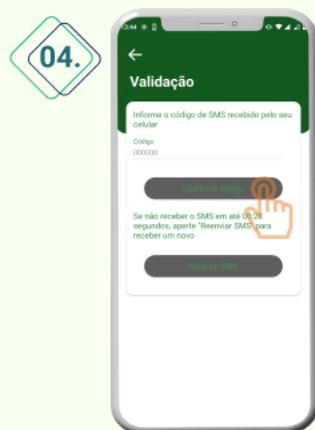 04.
Validação
Informe o código de SMS recebido pelo seu
celular
Código
000000
Confirmar código
Se não receber o SMS em até 00:28
segundos, aperte "Reenviar SMS" para
receber um novo
Reenviar SMS